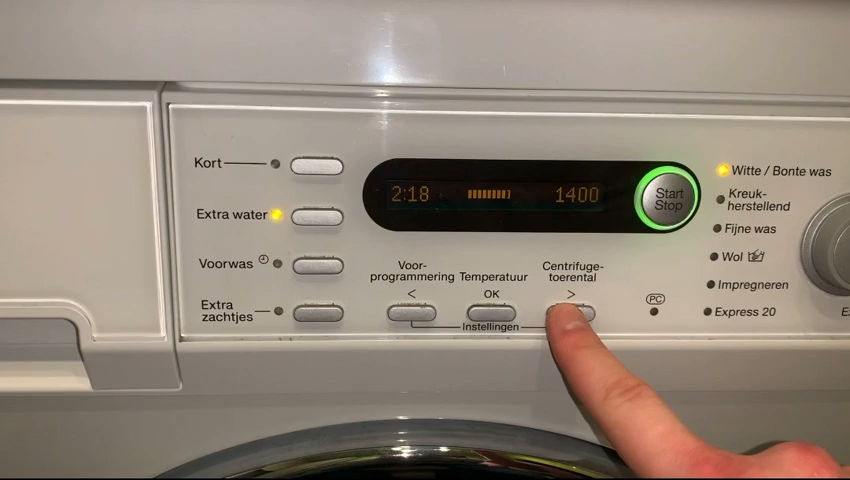 Kort
Extra water
Voorwas
Extra
zachtjes
2:18 1400
Start
Stop
Voor-
programmering
<
Temperatuur
OK
Centrifuge-
toerental
>
Instellingen
PC
Witte / Bonte was
Kreuk-
herstellend
Fijne was
Wol
Impregneren
Express 20